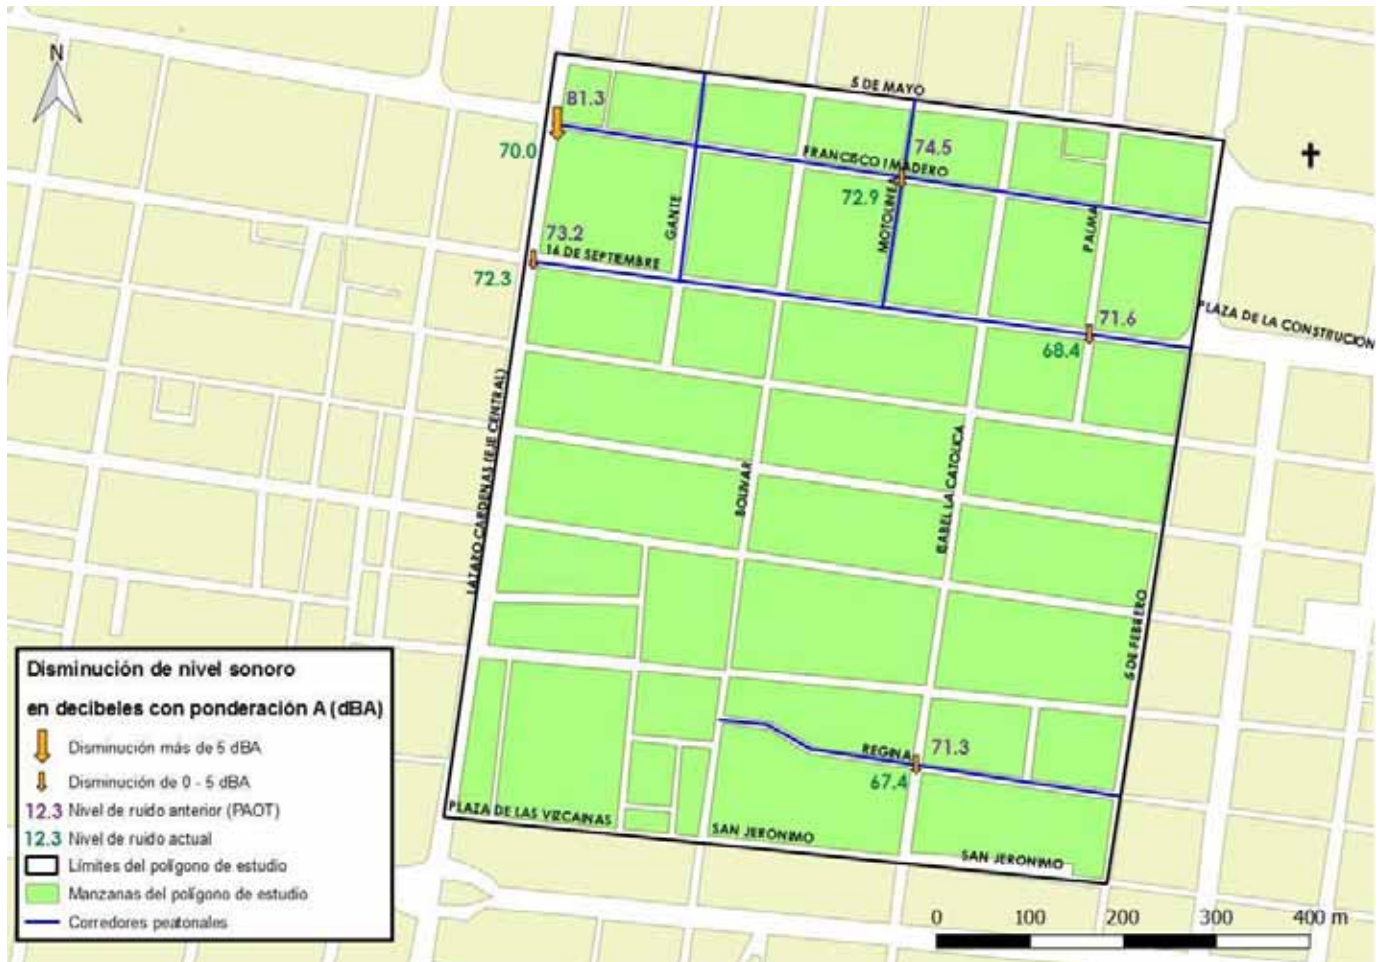 N
5 DE MAYO
81.3
70.0
74.5
FRANCISCO I MADERO
72.9
MOTOLINEA
GANTE
PALMA
73.2
16 DE SEPTIEMBRE
72.3
71.6
68.4
PLAZA DE LA CONSTITRUCION
LAZARO CARDENAS (EJE CENTRAL)
BOLIVAR
ISABEL LA CATOLICA
5 DE FEBRERO
REGINA
71.3
67.4
PLAZA DE LAS VIZCAINAS
SAN JERONIMO
SAN JERONIMO
Disminución de nivel sonoro
en decibeles con ponderación A (dBA)
Disminución más de 5 dBA
Disminución de 0 - 5 dBA
12.3 Nivel de ruido anterior (PAOT)
12.3 Nivel de ruido actual
Límites del polígono de estudio
Manzanas del polígono de estudio
Corredores peatonales
0 100 200 300 400 m